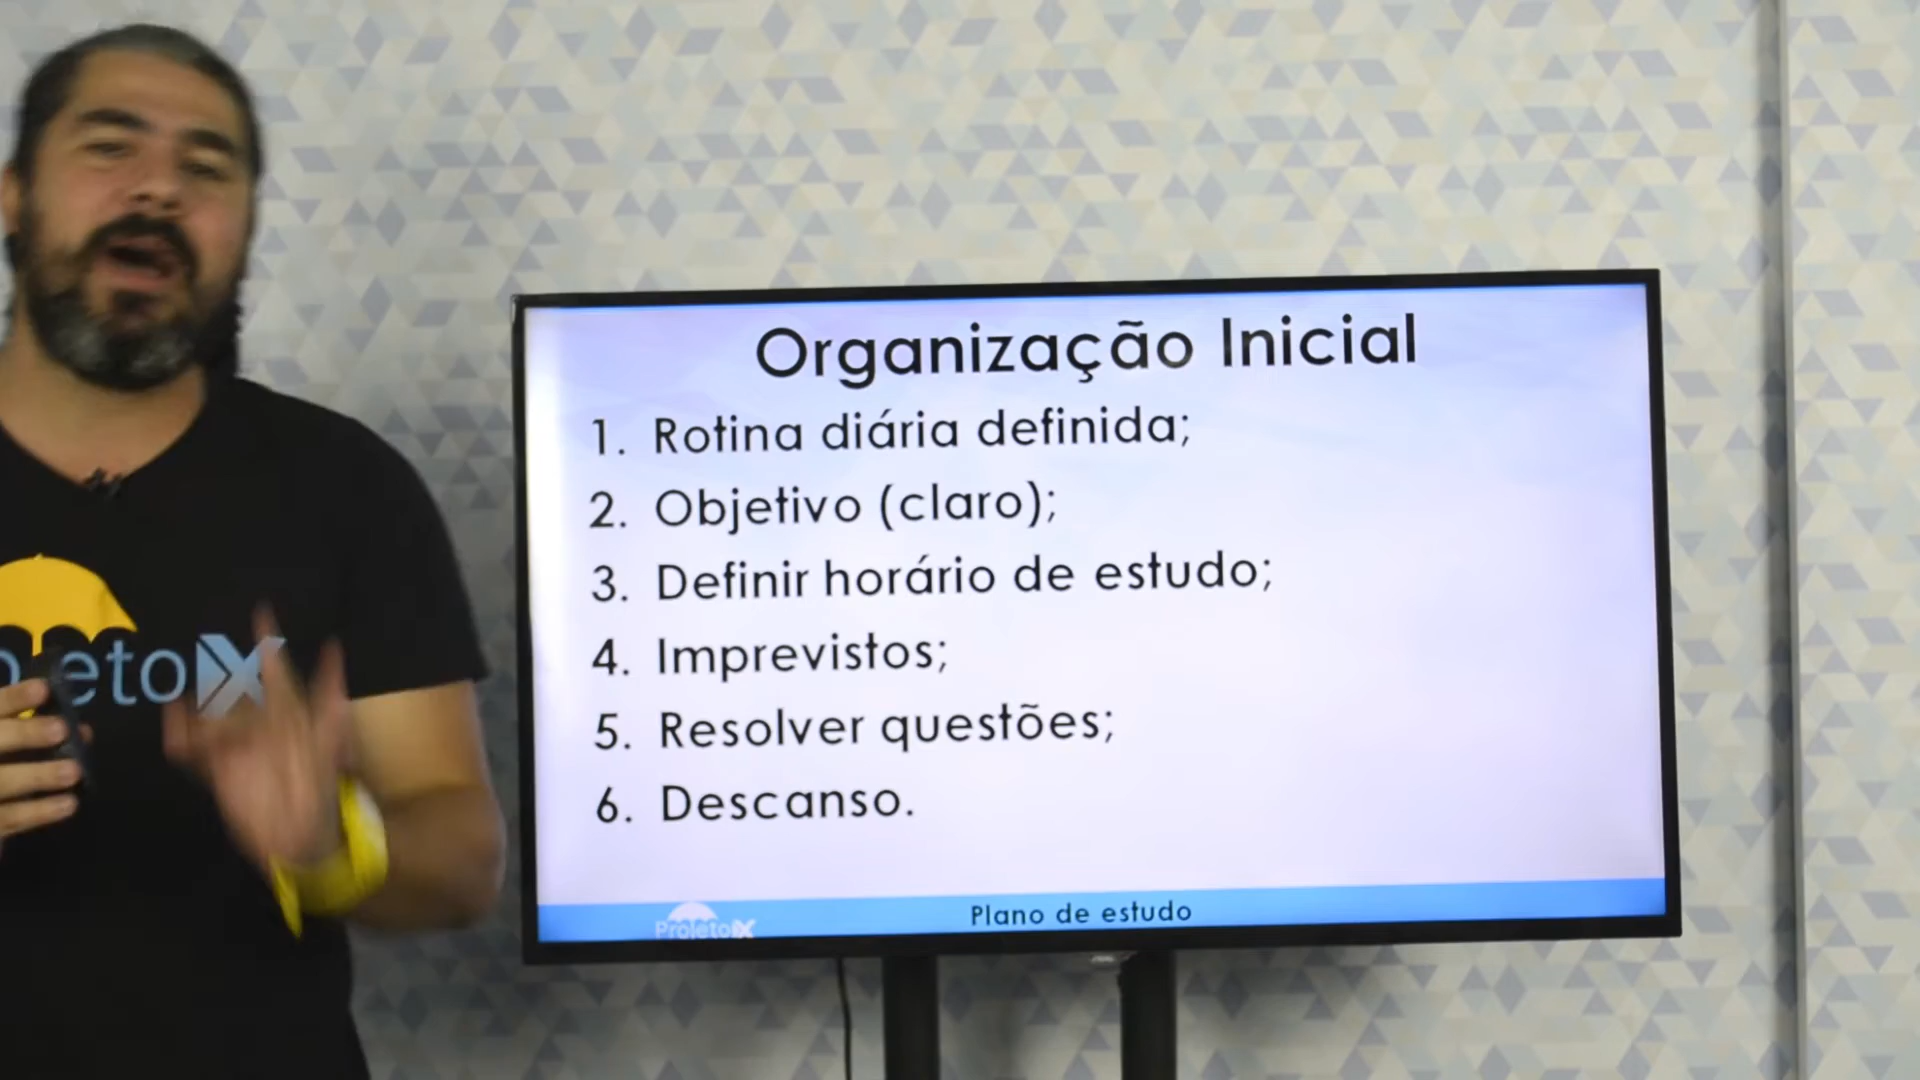 Organização Inicial
1. Rotina diária definida;
2. Objetivo (claro);
3. Definir horário de estudo;
4. Imprevistos;
5. Resolver questões;
6. Descanso.
ProjetoX
Plano de estudo